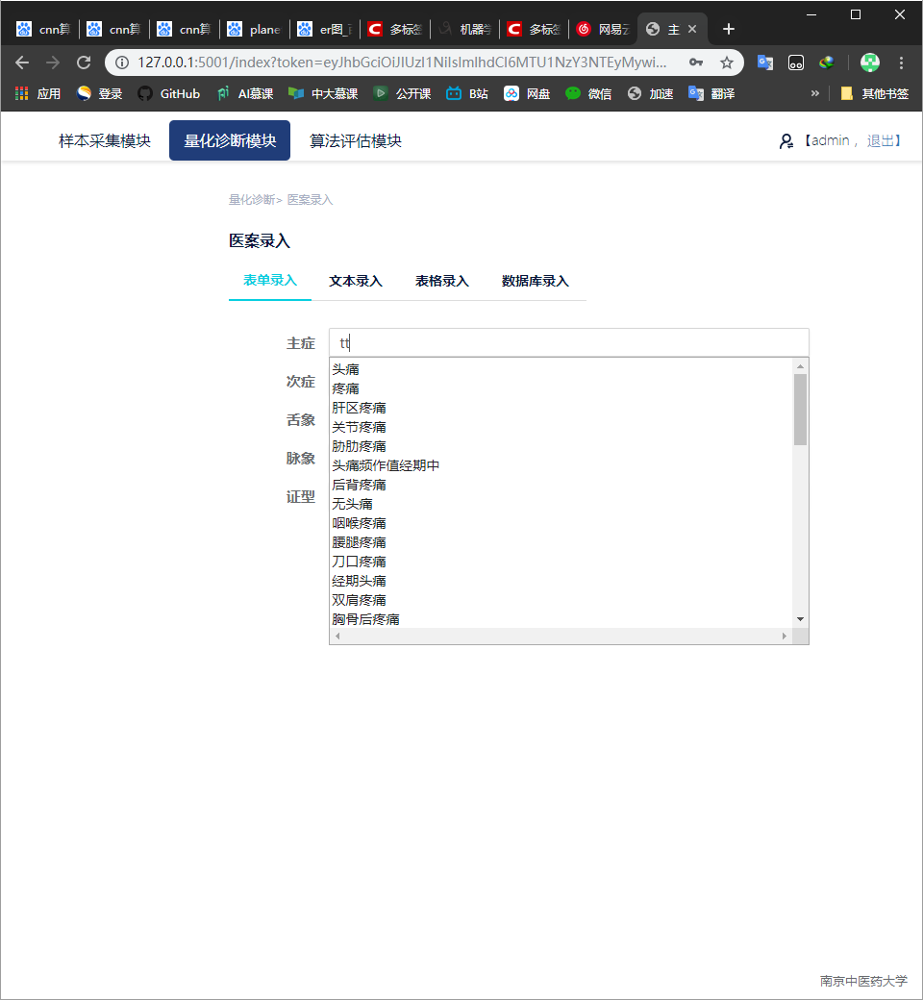 cnn算 cnn算 cnn算 plane er图_ 多标签 机器学 多标签 网易云 主
127.0.0.1:5001/index?token=eyJhbGciOiJIUzI1NiIsImlhdCI6MTU1NzY3NTEyMywi...
应用 登录 GitHub AI慕课 中大慕课 公开课 B站 网盘 微信 加速 翻译 » 其他书签
样本采集模块 量化诊断模块 算法评估模块 【admin ，退出】
量化诊断> 医案录入
医案录入
表单录入 文本录入 表格录入 数据库录入
主症 tt
次症
舌象
脉象
证型
头痛
疼痛
肝区疼痛
关节疼痛
胁肋疼痛
头痛频作值经期中
后背疼痛
无头痛
咽喉疼痛
腰腿疼痛
刀口疼痛
经期头痛
双肩疼痛
胸骨后疼痛
南京中医药大学